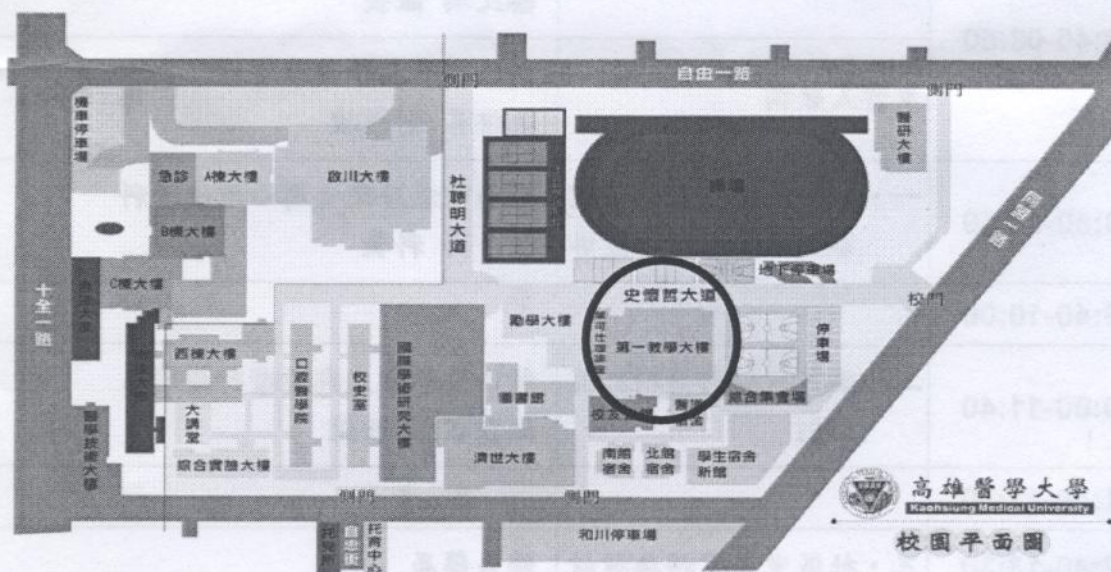 自由一路
側門
側門
機車停車場
醫研大樓
急診
A棟大樓
啟川大樓
杜聰明大道
操場
B棟大樓
地下停車場
C棟大樓
史懷哲大道
校門
十全一路
勵學大樓
第一教學大樓
停車場
西棟大樓
口腔醫學院
校史室
國際學術研究大樓
圖書館
綜合集會場
大講堂
校友會館
醫學技術大樓
綜合實驗大樓
濟世大樓
南館宿舍
北館宿舍
學生宿舍新館
側門
側門
自忠街
托育中心
和川停車場
高雄醫學大學
Kaohsiung Medical University
校園平面圖